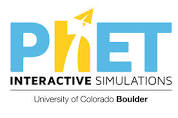 PhET
INTERACTIVE SIMULATIONS
University of Colorado Boulder